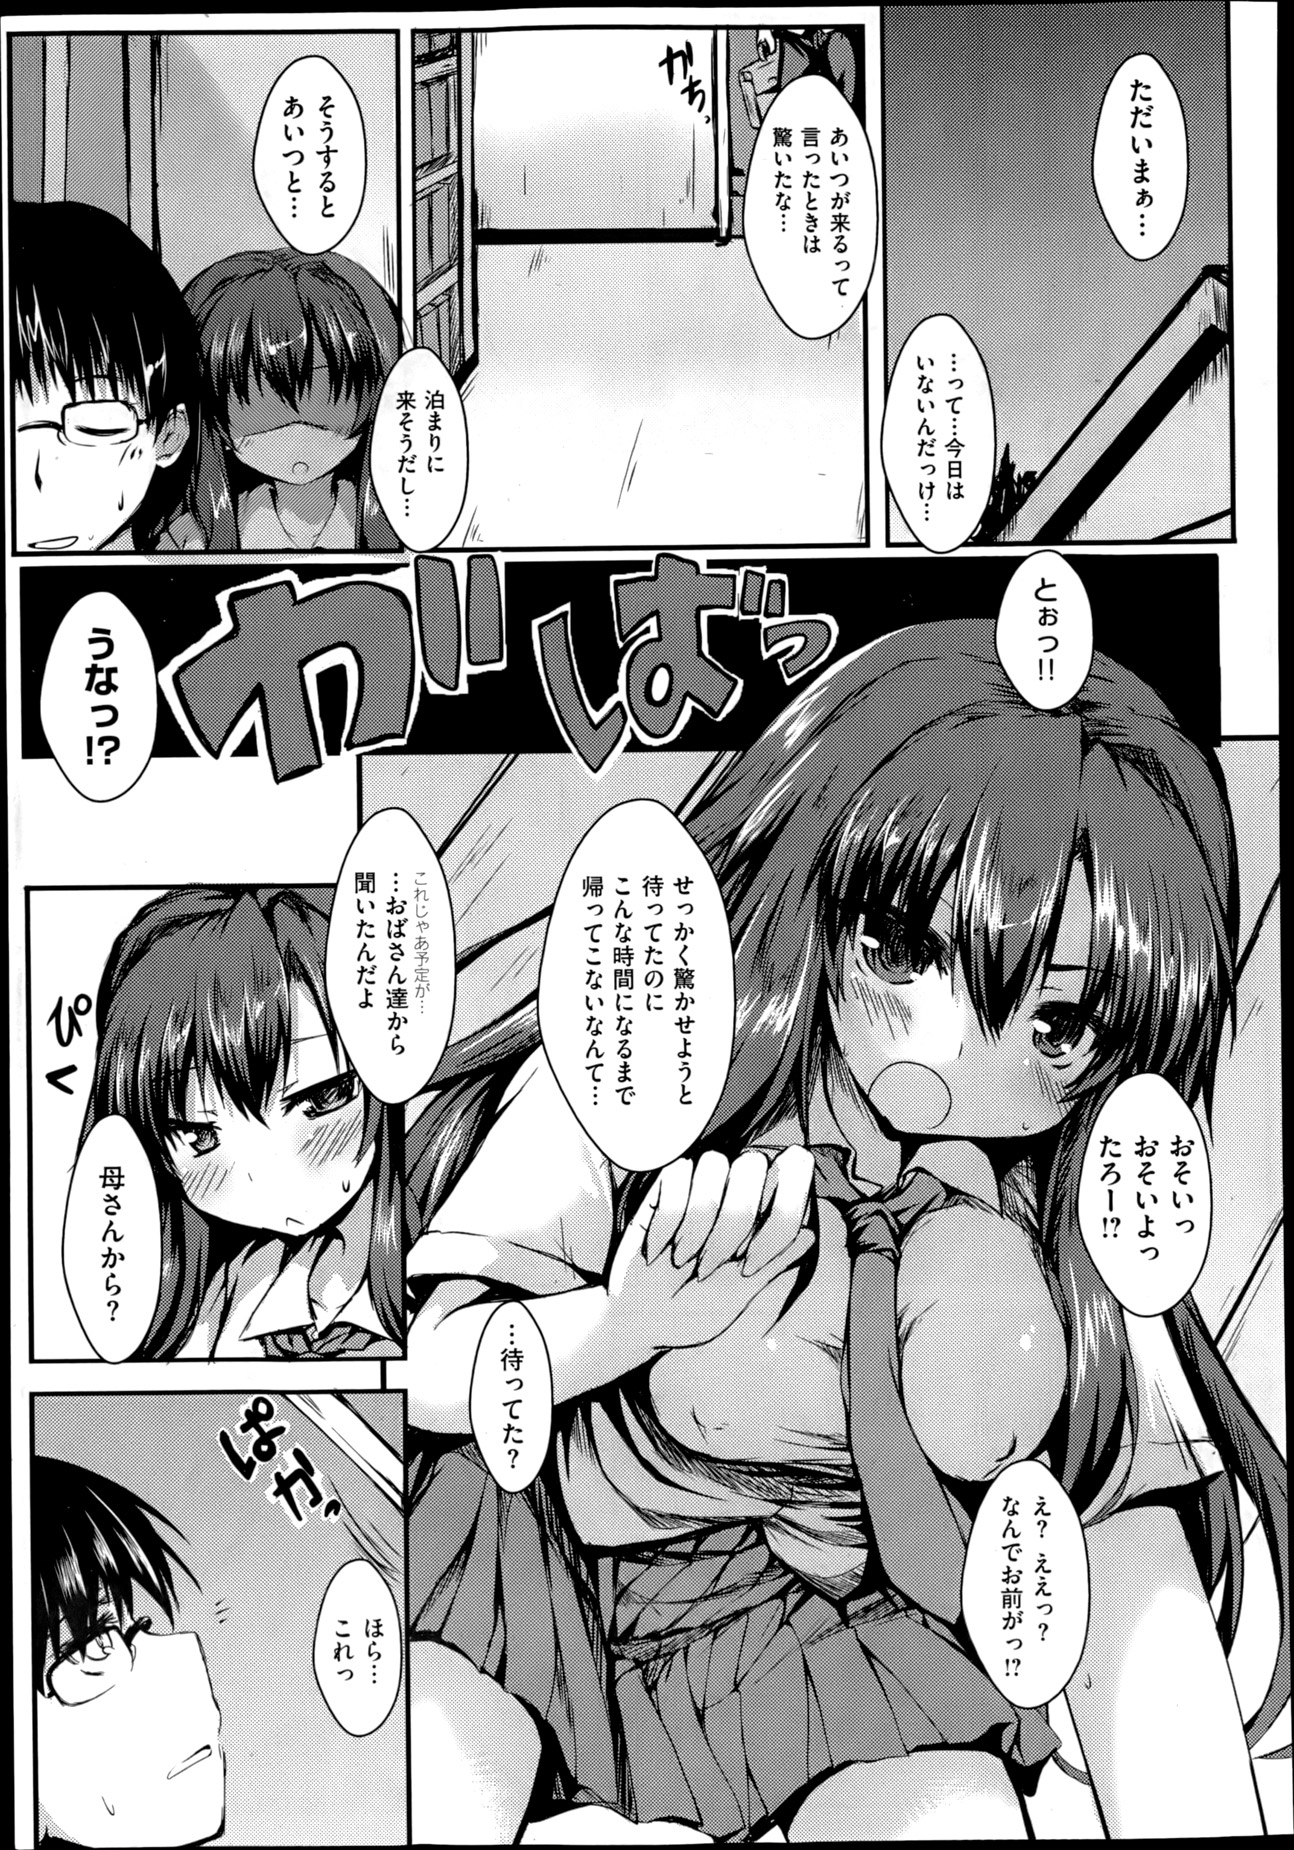 ただいまぁ…
…って…今日は
いないんだっけ…
あいつが来るって
言ったときは
驚いたな…
がちっ
泊まりに
来そうだし…
そうすると
あいつと…
とぉっ!!
がばっ
うなっ!?
おそいっ
おそいよっ
たろー!?
せっかく驚かせようと
待ってたのに
こんな時間になるまで
帰ってこないなんて…
え? ええっ?
なんでお前がっ!?
…待ってた?
これじゃあ予定が…
…おばさん達から
聞いたんだよ
ぴく
母さんから?
ぱかっ
ほら…
これっ